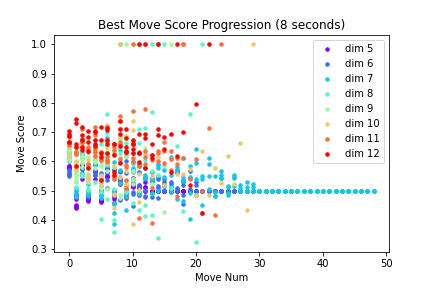 Best Move Score Progression (8 seconds)
1.0
0.9
0.8
0.7
0.6
0.5
0.4
0.3
Move Score
dim 5
dim 6
dim 7
dim 8
dim 9
dim 10
dim 11
dim 12
0 10 20 30 40 50
Move Num